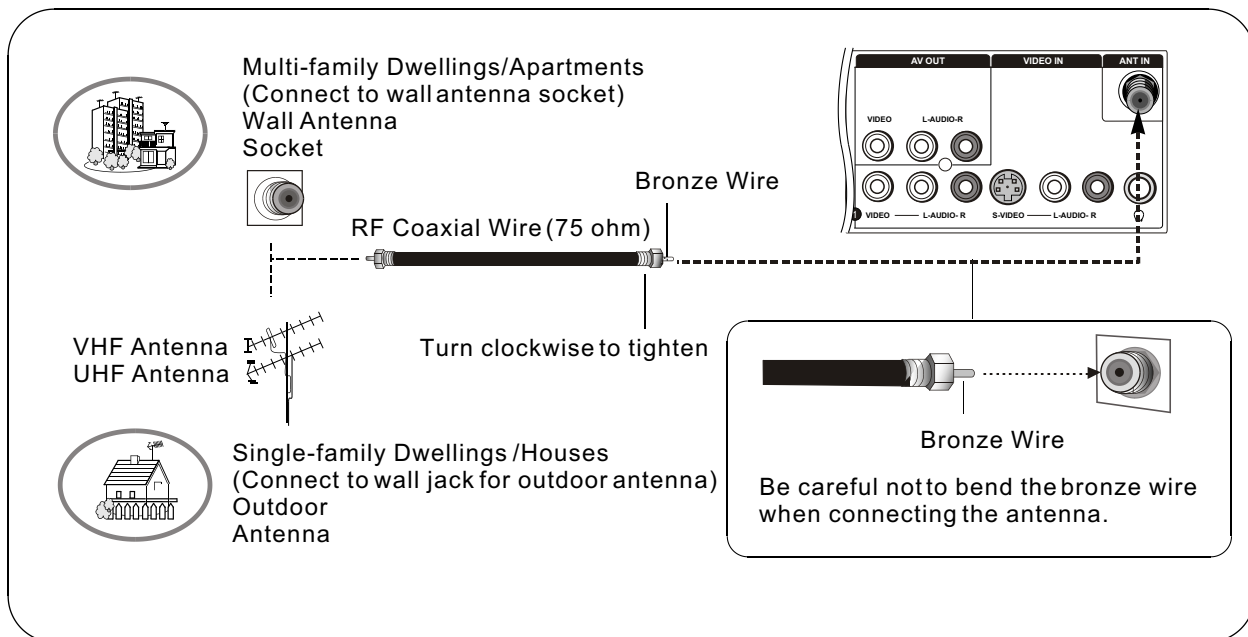 Multi-family Dwellings/Apartments
(Connect to wall antenna socket)
Wall Antenna
Socket
AV OUT
VIDEO IN
ANT IN
VIDEO
L-AUDIO-R
VIDEO
L-AUDIO- R
S-VIDEO
L-AUDIO- R
Bronze Wire
RF Coaxial Wire (75 ohm)
VHF Antenna
UHF Antenna
Turn clockwise to tighten
Bronze Wire
Be careful not to bend the bronze wire
when connecting the antenna.
Single-family Dwellings /Houses
(Connect to wall jack for outdoor antenna)
Outdoor
Antenna